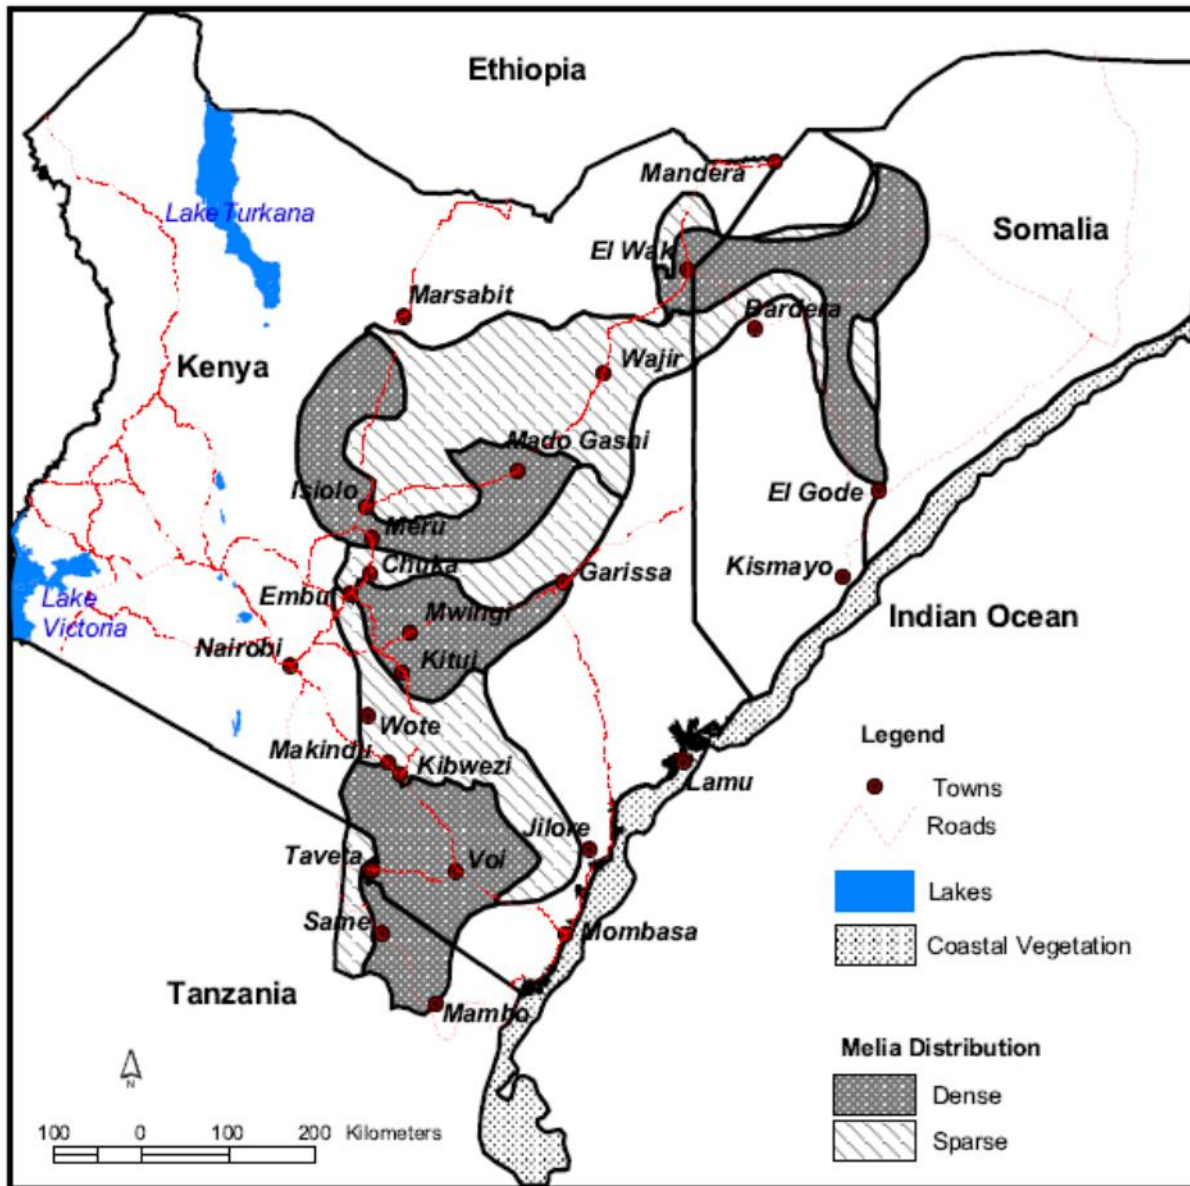 Ethiopia
Mandera
Lake Turkana
Somalia
El Wak
Marsabit
Bardera
Kenya
Wajir
Mado Gashi
Isiolo
El Gode
Meru
Chuka
Garissa
Kismayo
Embu
Lake
Victoria
Mwingi
Indian Ocean
Nairobi
Kitui
Wote
Makindu
Kibwezi
Lamu
Jilore
Taveta
Voi
Same
Mombasa
Tanzania
Mambo
N
100 0 100 200 Kilometers
Legend
Towns
Roads
Lakes
Coastal Vegetation
Melia Distribution
Dense
Sparse